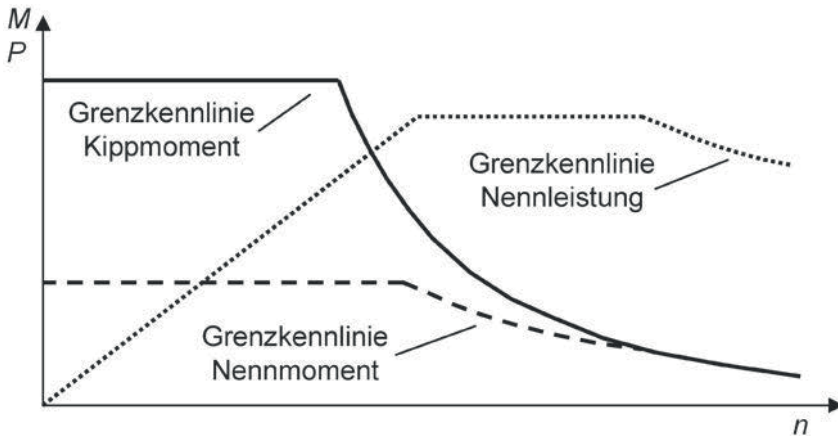 M
P
Grenzkennlinie
Kippmoment
Grenzkennlinie
Nennleistung
Grenzkennlinie
Nennmoment
n